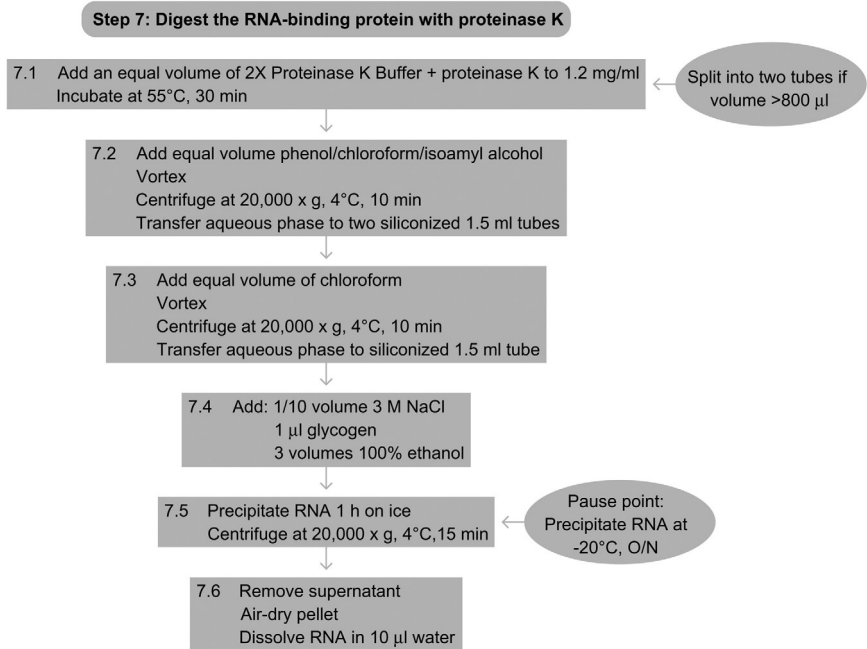 Step 7: Digest the RNA-binding protein with proteinase K
7.1 Add an equal volume of 2X Proteinase K Buffer + proteinase K to 1.2 mg/ml
Incubate at 55°C, 30 min
Split into two tubes if
volume >800 µl
7.2 Add equal volume phenol/chloroform/isoamyl alcohol
Vortex
Centrifuge at 20,000 x g, 4°C, 10 min
Transfer aqueous phase to two siliconized 1.5 ml tubes
7.3 Add equal volume of chloroform
Vortex
Centrifuge at 20,000 x g, 4°C, 10 min
Transfer aqueous phase to siliconized 1.5 ml tube
7.4 Add: 1/10 volume 3 M NaCl
1 µl glycogen
3 volumes 100% ethanol
7.5 Precipitate RNA 1 h on ice
Centrifuge at 20,000 x g, 4°C,15 min
Pause point:
Precipitate RNA at
-20°C, O/N
7.6 Remove supernatant
Air-dry pellet
Dissolve RNA in 10 µl water